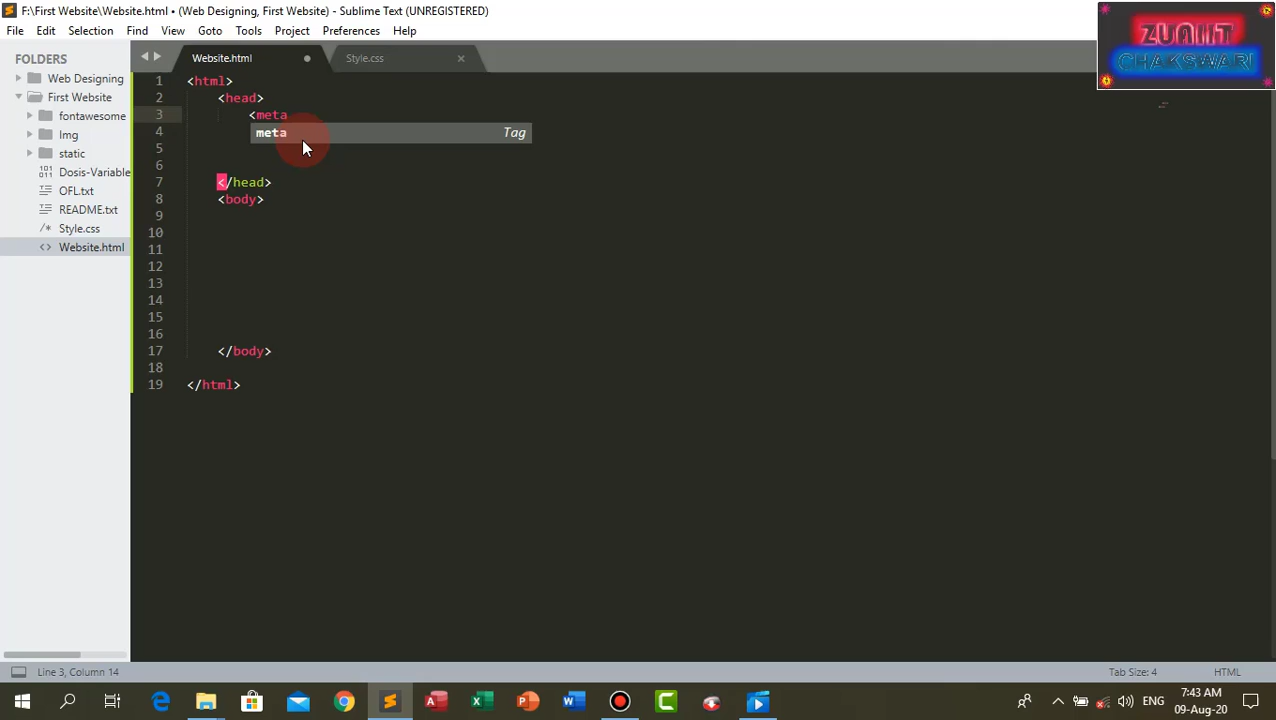 F:\First Website\Website.html • (Web Designing, First Website) - Sublime Text (UNREGISTERED)
File Edit Selection Find View Goto Tools Project Preferences Help
ZUAIIT
CHAKSWARI
FOLDERS
Web Designing
First Website
fontawesome
Img
static
Dosis-Variable
OFL.txt
README.txt
Style.css
Website.html
Website.html Style.css
1 <html>
2 <head>
3 <meta
meta Tag
4
5
6
7 </head>
8 <body>
9
10
11
12
13
14
15
16
17 </body>
18
19 </html>
Line 3, Column 14 Tab Size: 4 HTML
ENG 7:43 AM
09-Aug-20